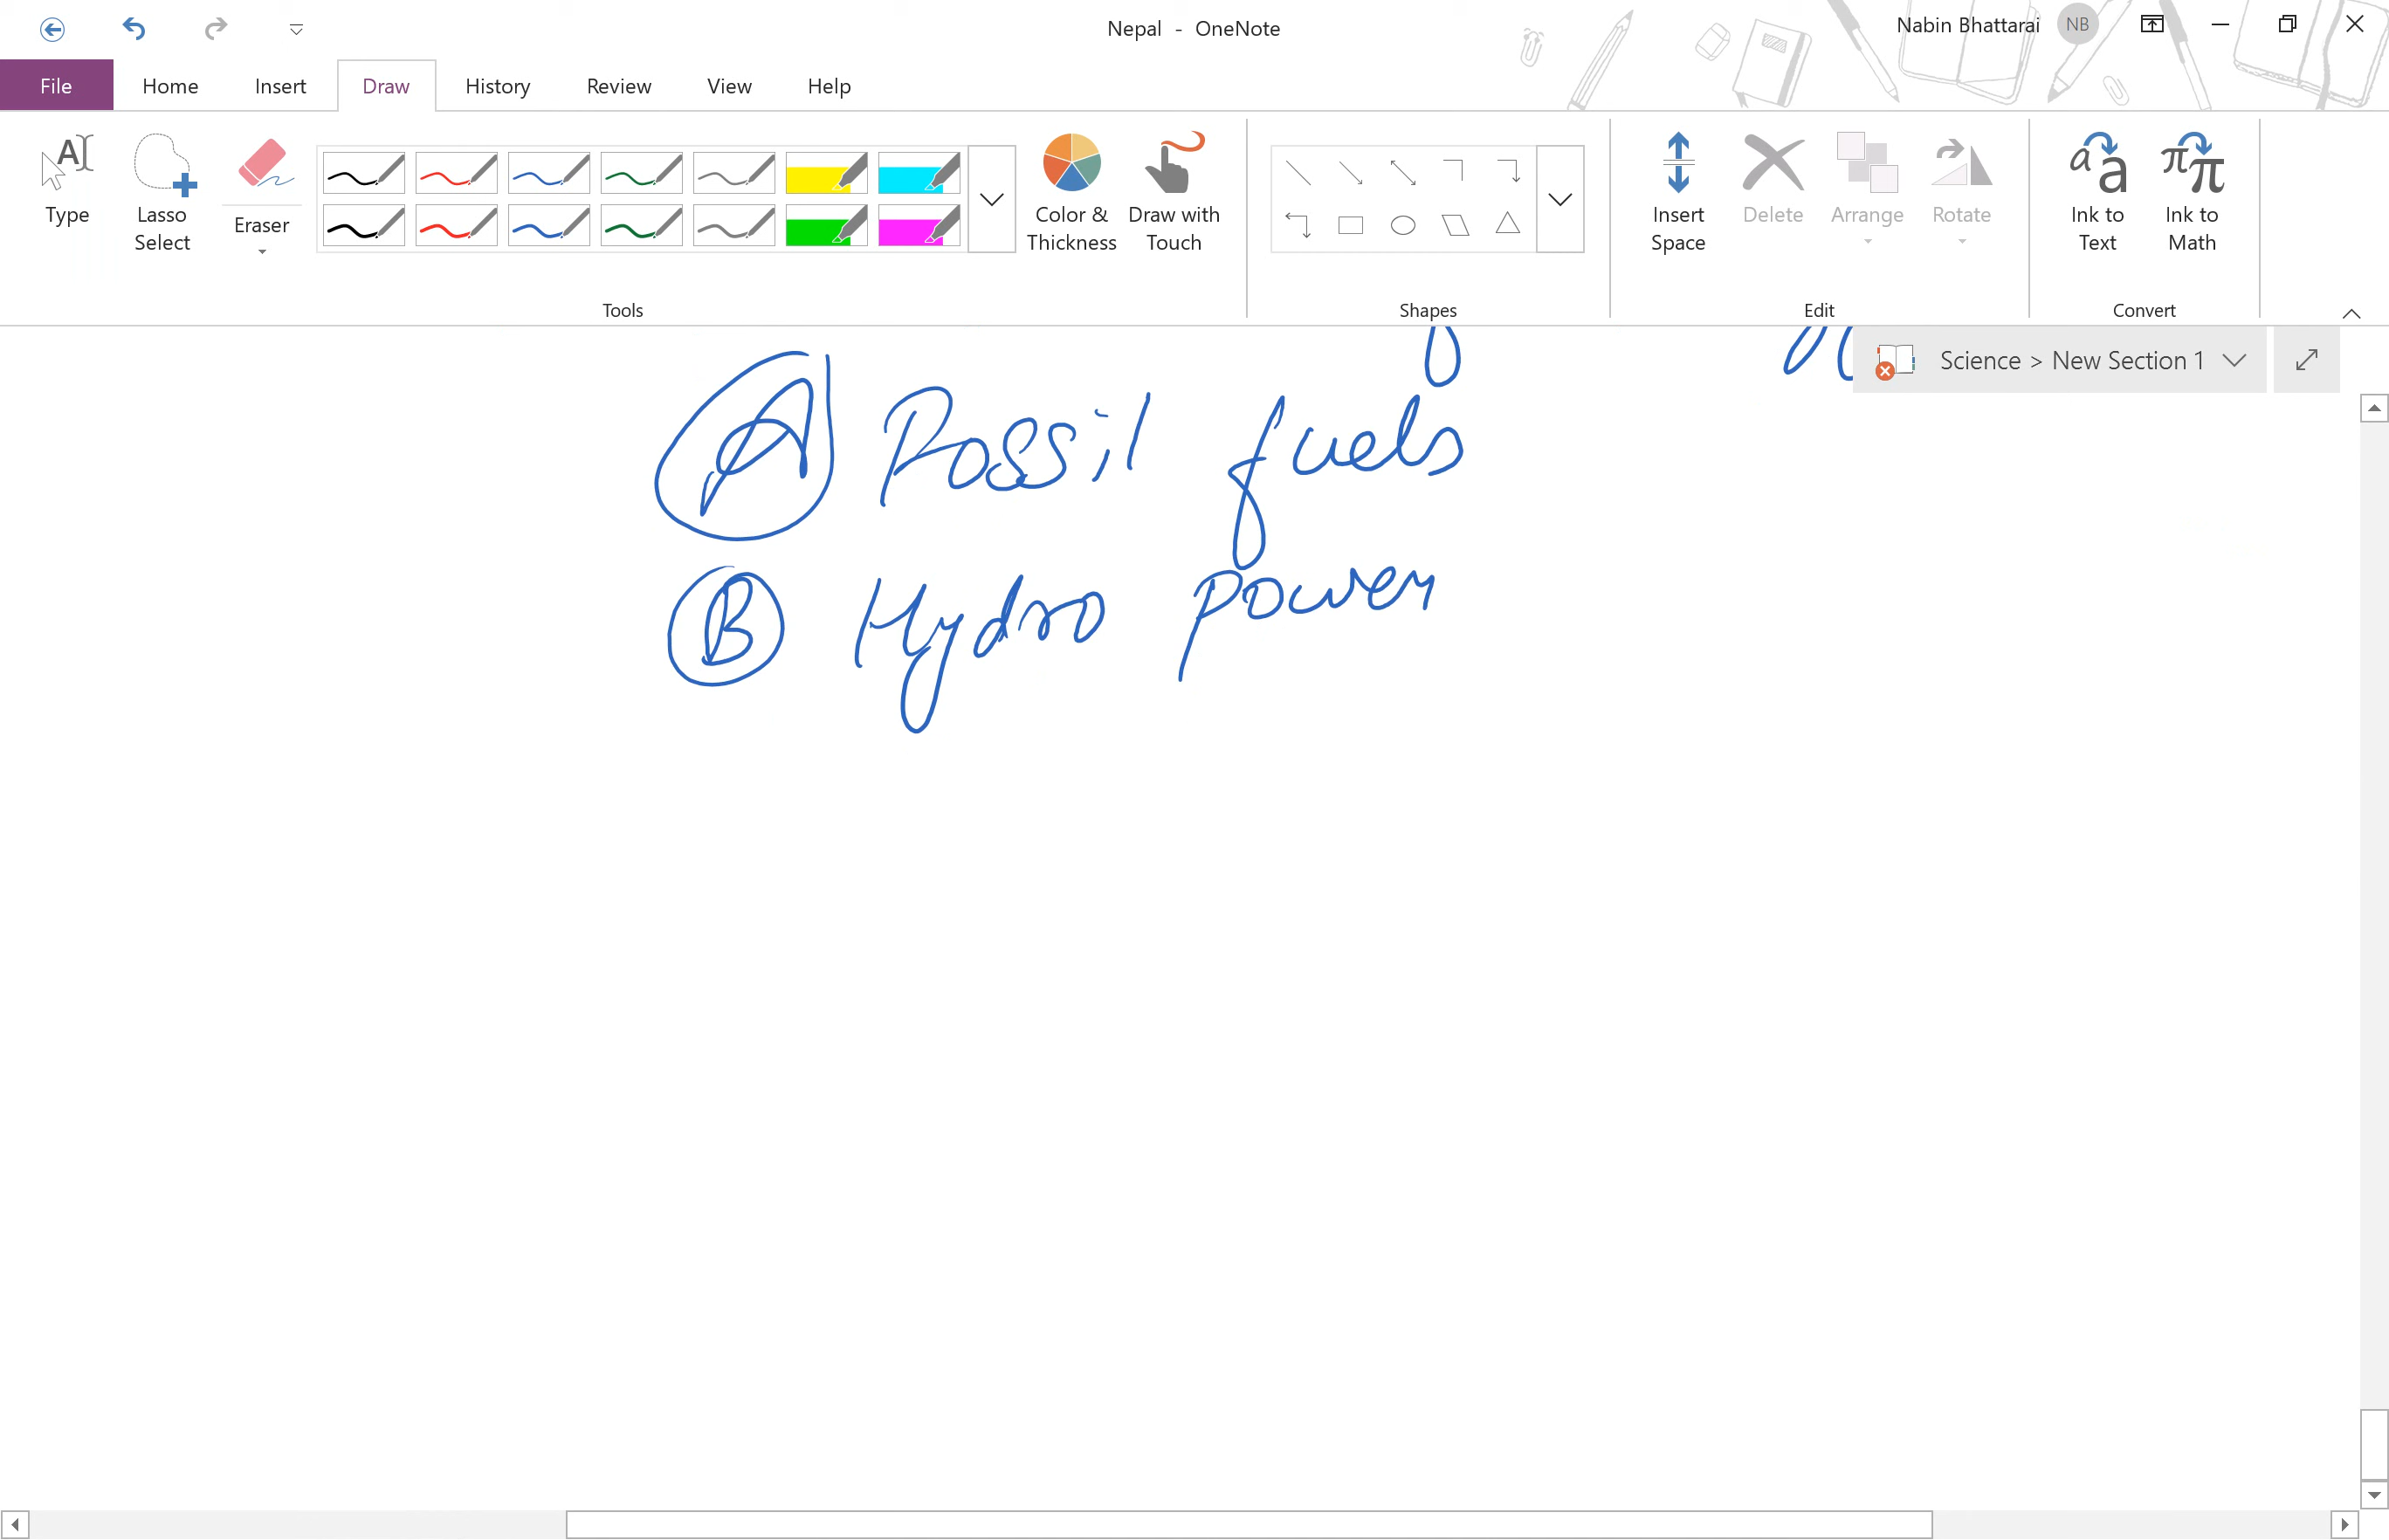 Nepal - OneNote
Nabin Bhattarai NB
File Home Insert Draw History Review View Help
Type
Lasso Select
Eraser
Color & Thickness
Draw with Touch
Insert Space
Delete
Arrange
Rotate
Ink to Text
Ink to Math
Tools Shapes Edit Convert
Science > New Section 1
A Fossil fuels
B Hydro power